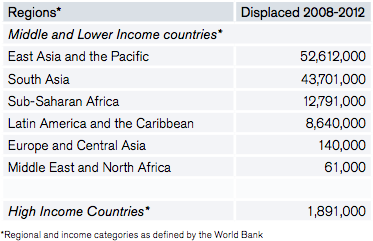 Regions* Displaced 2008-2012
Middle and Lower Income countries*
East Asia and the Pacific 52,612,000
South Asia 43,701,000
Sub-Saharan Africa 12,791,000
Latin America and the Caribbean 8,640,000
Europe and Central Asia 140,000
Middle East and North Africa 61,000
High Income Countries* 1,891,000
*Regional and income categories as defined by the World Bank